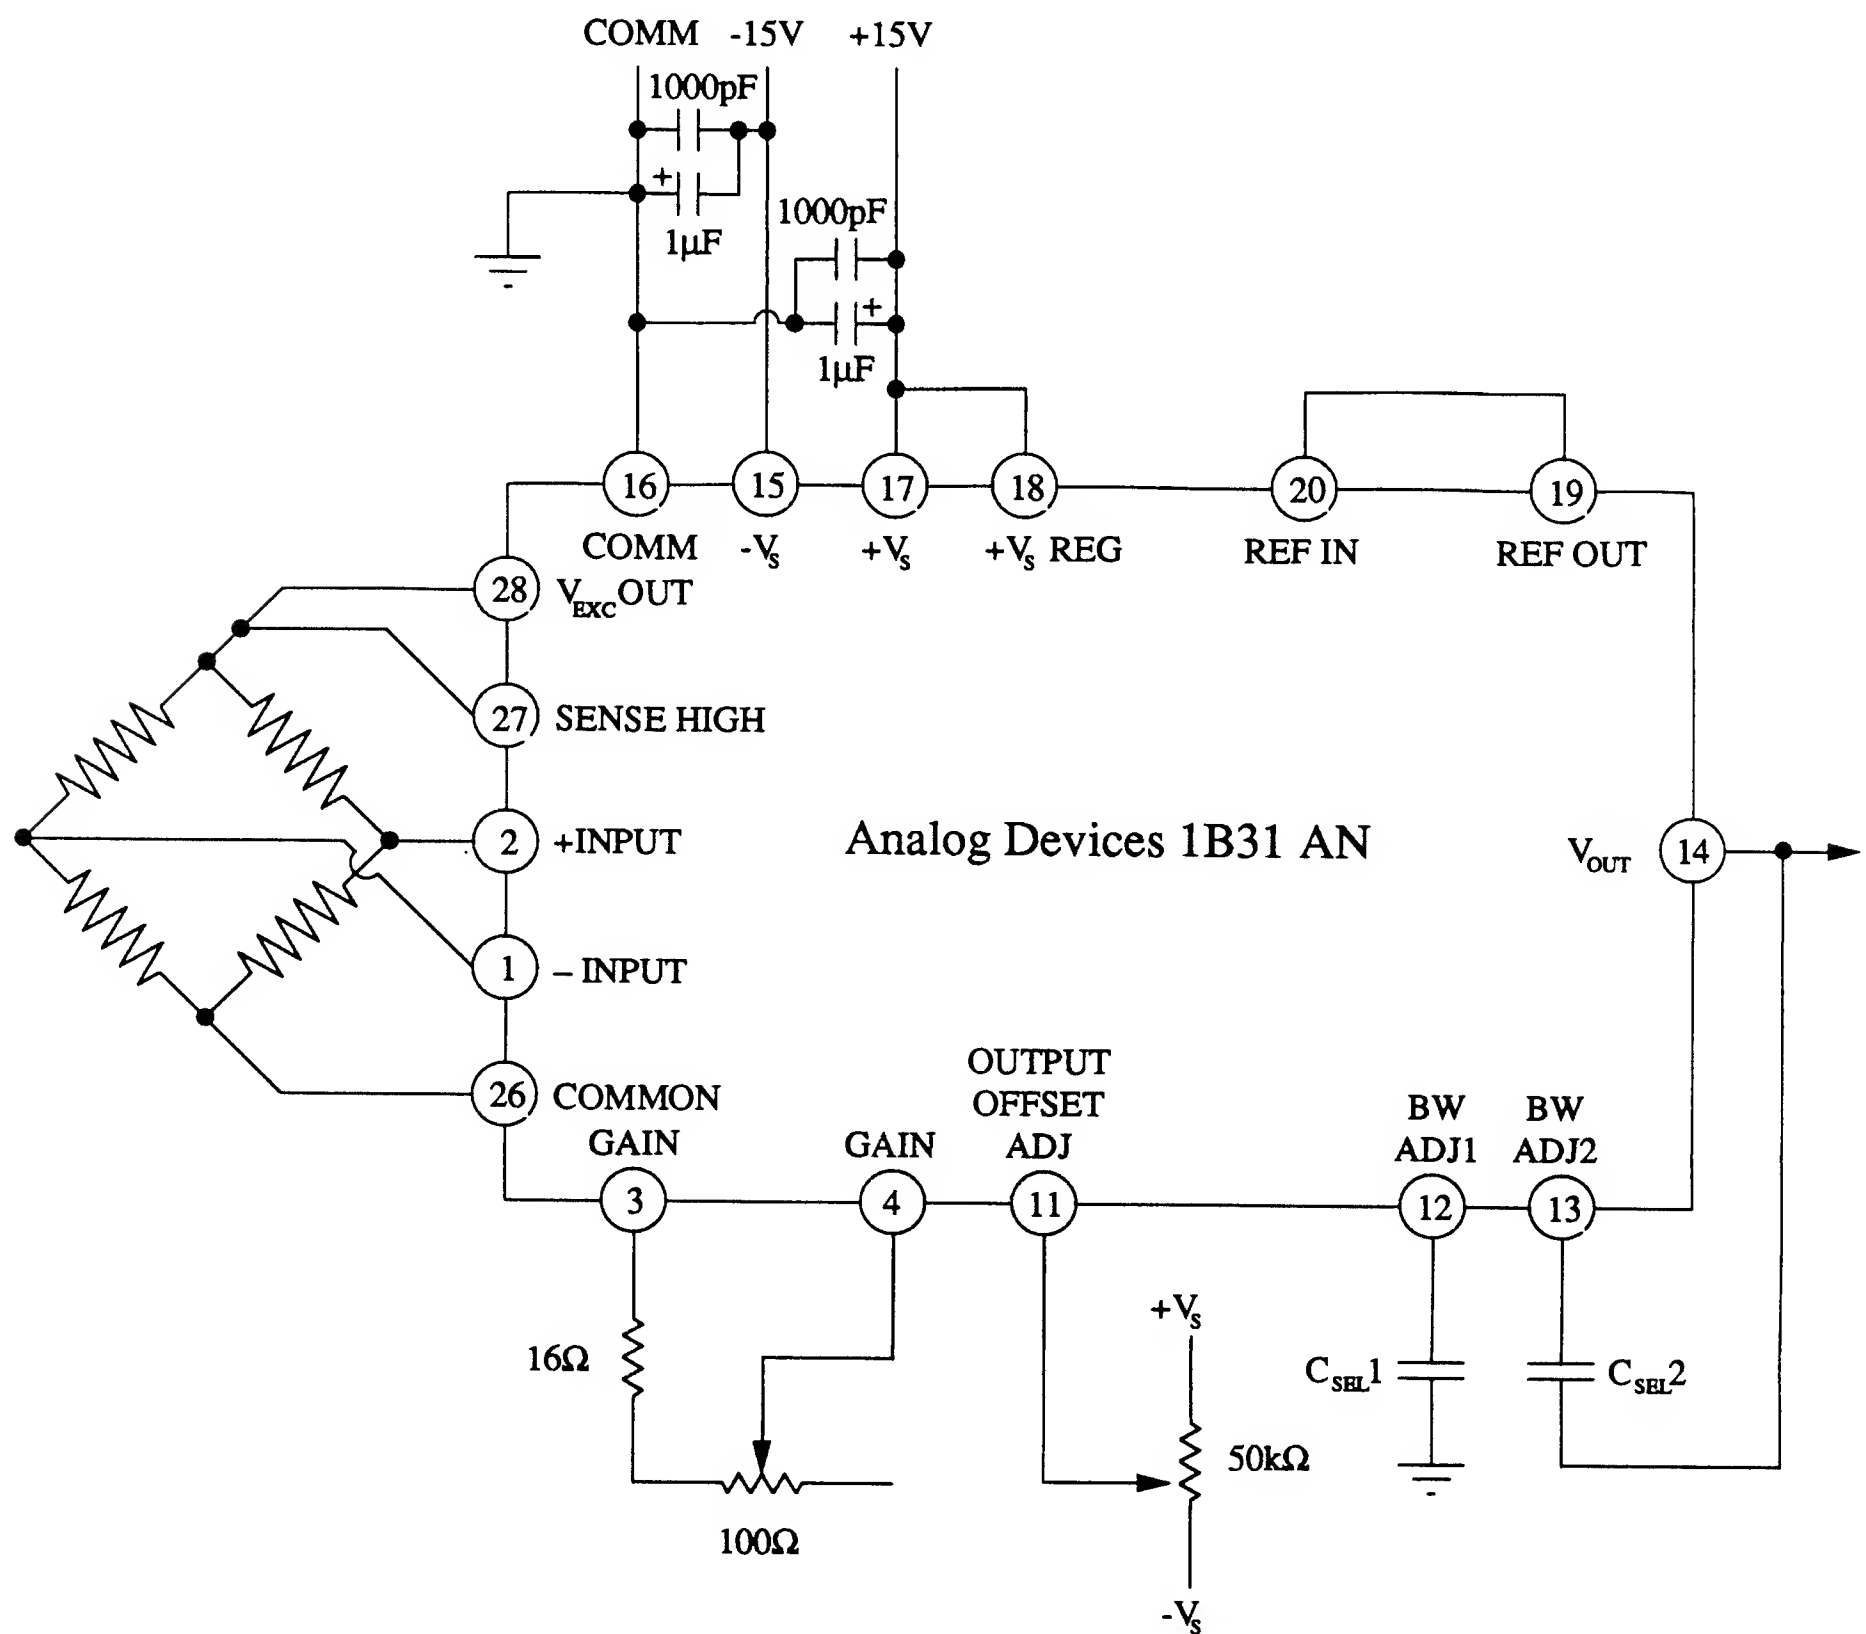 COMM -15V +15V
1000pF
+
1µF
1000pF
+
1µF
16 15 17 18 20 19
COMM -VS +VS +VS REG REF IN REF OUT
28 VEXC OUT
27 SENSE HIGH
2 +INPUT
Analog Devices 1B31 AN
VOUT 14
1 – INPUT
26 COMMON
GAIN
GAIN
OUTPUT
OFFSET
ADJ
BW
ADJ1
BW
ADJ2
3 4 11 12 13
+VS
16Ω
CSEL1
CSEL2
50kΩ
100Ω
-VS